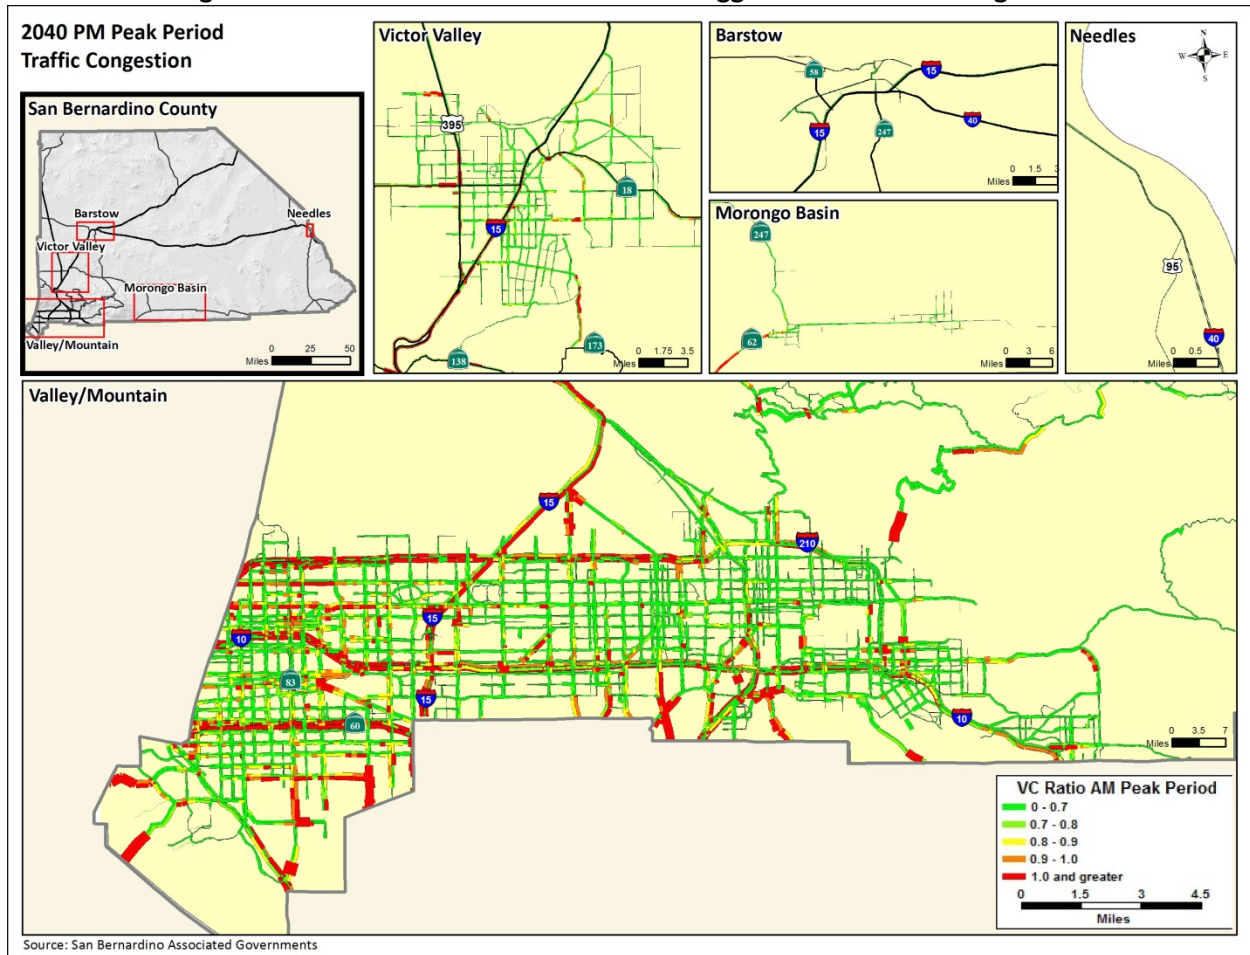 2040 PM Peak Period
Traffic Congestion
San Bernardino County
Barstow
Needles
Victor Valley
Morongo Basin
Valley/Mountain
0 25 50
Miles
Victor Valley
395
18
15
138
173
0 1.75 3.5
Miles
Barstow
58
15
15
247
40
0 1.5 3
Miles
Morongo Basin
247
62
0 3 6
Miles
Needles
N
W E
S
95
40
0 0.5 1
Miles
Valley/Mountain
15
210
15
10
83
15
60
10
0 3.5 7
Miles
VC Ratio AM Peak Period
0 - 0.7
0.7 - 0.8
0.8 - 0.9
0.9 - 1.0
1.0 and greater
0 1.5 3 4.5
Miles
Source: San Bernardino Associated Governments